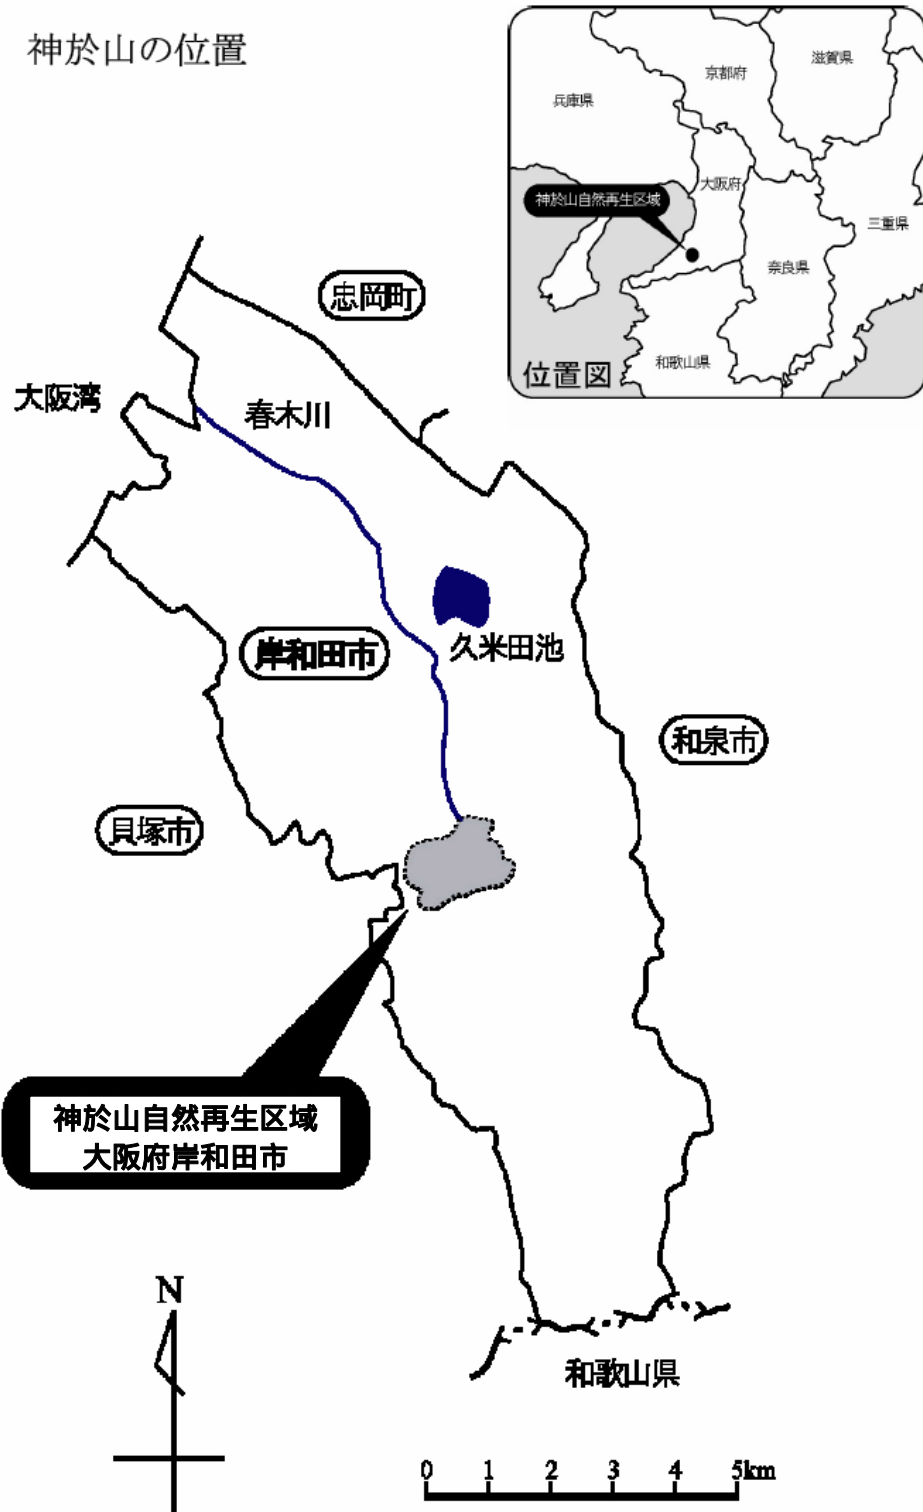 神於山の位置
兵庫県
京都府
滋賀県
大阪府
神於山自然再生区域
三重県
奈良県
和歌山県
位置図
忠岡町
大阪湾
春木川
岸和田市
久米田池
和泉市
貝塚市
神於山自然再生区域
大阪府岸和田市
N
和歌山県
0 1 2 3 4 5km